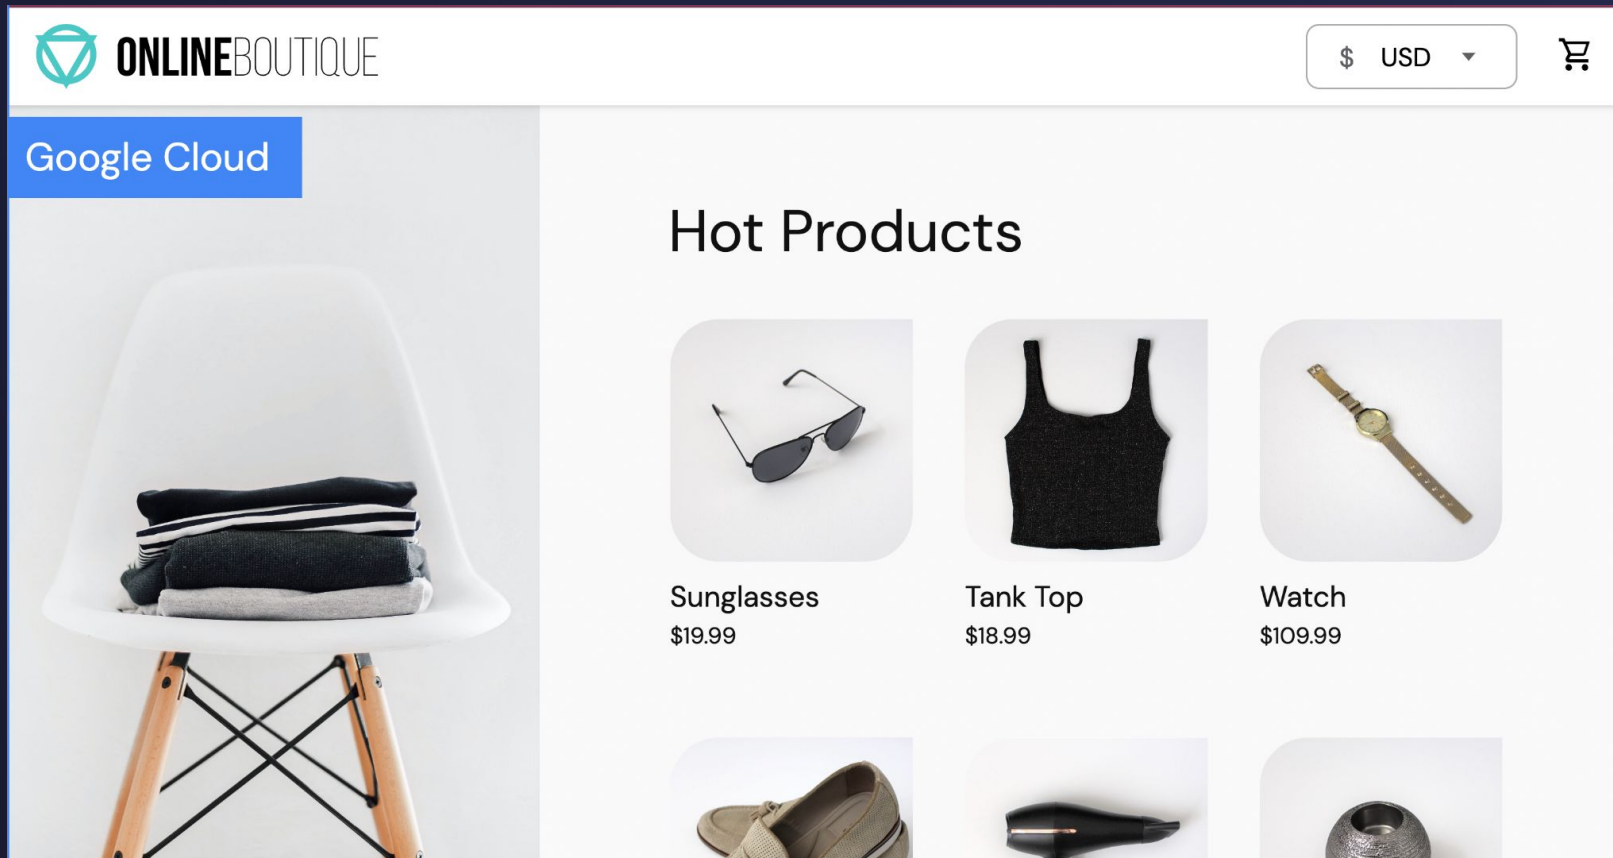 ONLINEBOUTIQUE
$ USD
Google Cloud
Hot Products
Sunglasses
$19.99
Tank Top
$18.99
Watch
$109.99